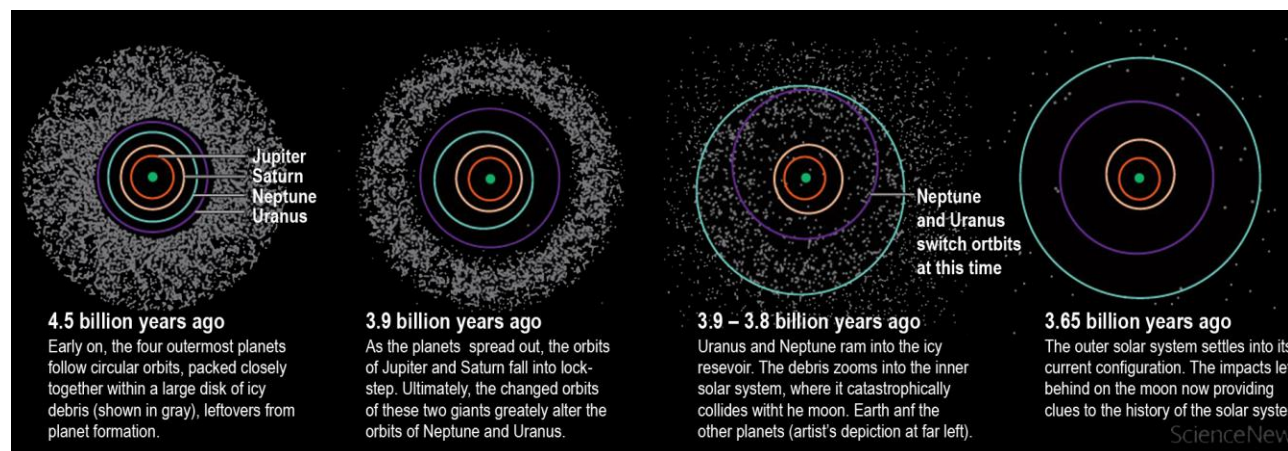 Jupiter
Saturn
Neptune
Uranus
4.5 billion years ago
Early on, the four outermost planets
follow circular orbits, packed closely
together within a large disk of icy
debris (shown in gray), leftovers from
planet formation.
3.9 billion years ago
As the planets spread out, the orbits
of Jupiter and Saturn fall into lock-
step. Ultimately, the changed orbits
of these two giants greately alter the
orbits of Neptune and Uranus.
Neptune
and Uranus
switch ortbits
at this time
3.9 – 3.8 billion years ago
Uranus and Neptune ram into the icy
resevoir. The debris zooms into the inner
solar system, where it catastrophically
collides witht he moon. Earth anf the
other planets (artist's depiction at far left).
3.65 billion years ago
The outer solar system settles into its
current configuration. The impacts le
behind on the moon now providing
clues to the history of the solar syste
ScienceNew